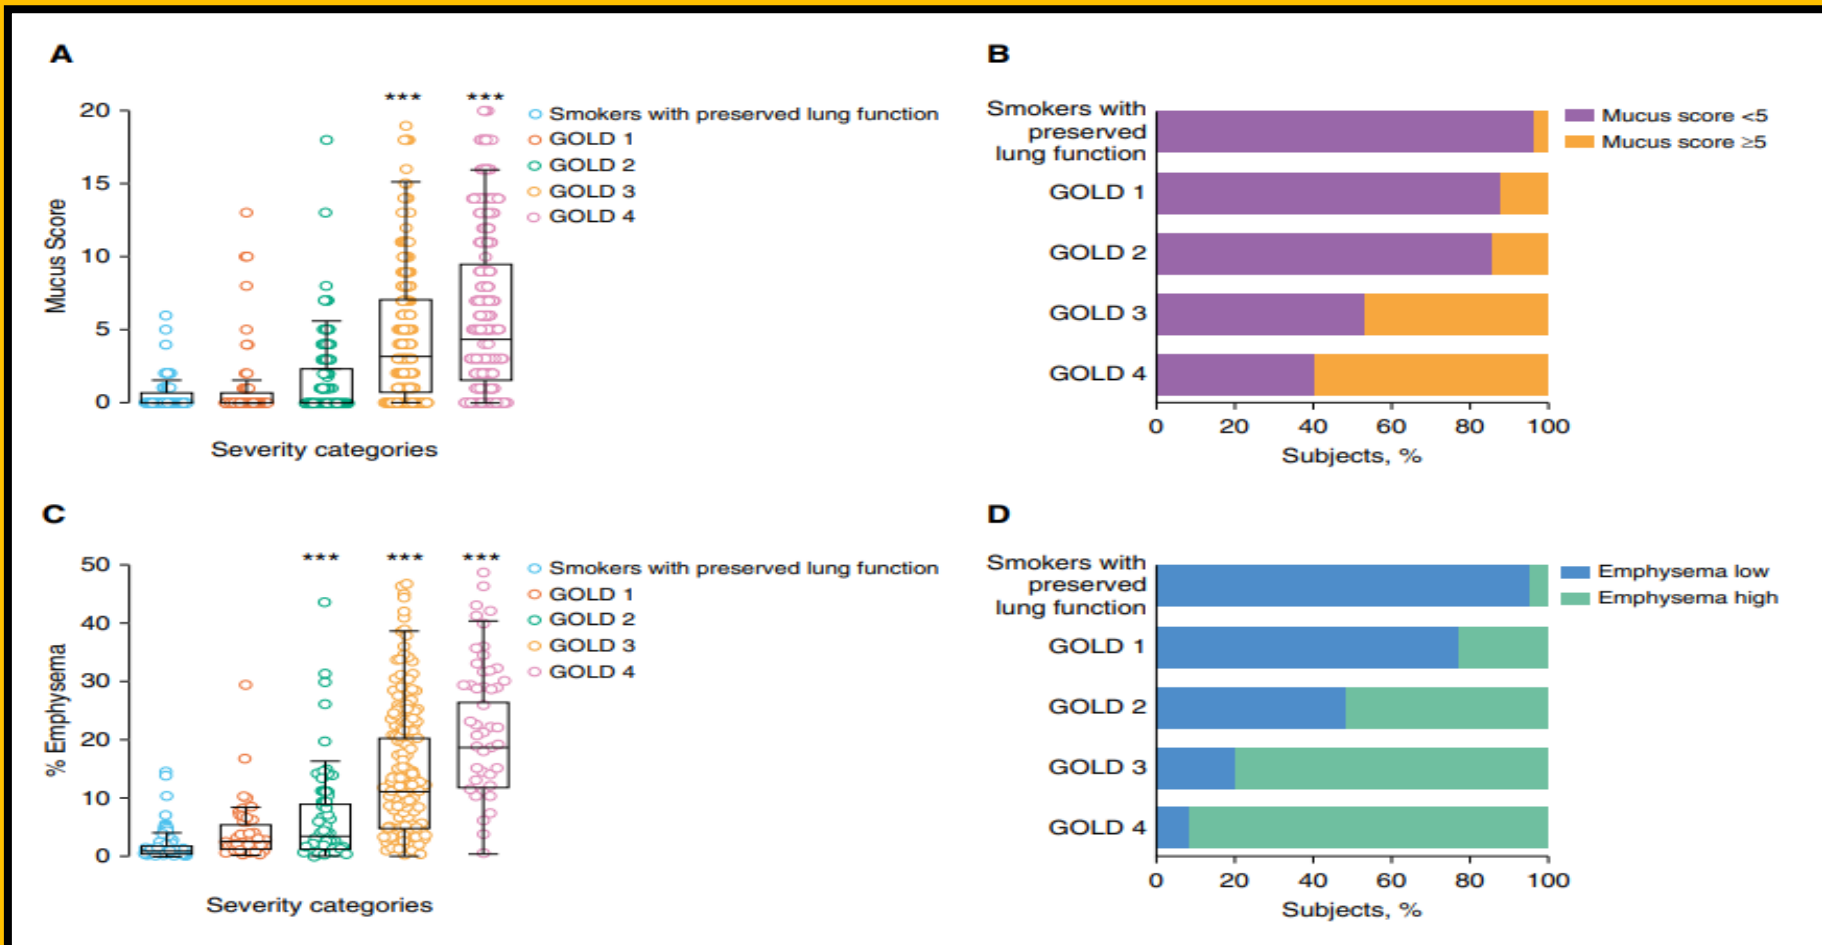 A
***
***
20
15
10
5
0
Mucus Score
Severity categories
Smokers with preserved lung function
GOLD 1
GOLD 2
GOLD 3
GOLD 4
B
Smokers with
preserved
lung function
GOLD 1
GOLD 2
GOLD 3
GOLD 4
0 20 40 60 80 100
Subjects, %
Mucus score <5
Mucus score ≥5
C
***
***
***
50
40
30
20
10
0
% Emphysema
Severity categories
Smokers with preserved lung function
GOLD 1
GOLD 2
GOLD 3
GOLD 4
D
Smokers with
preserved
lung function
GOLD 1
GOLD 2
GOLD 3
GOLD 4
0 20 40 60 80 100
Subjects, %
Emphysema low
Emphysema high